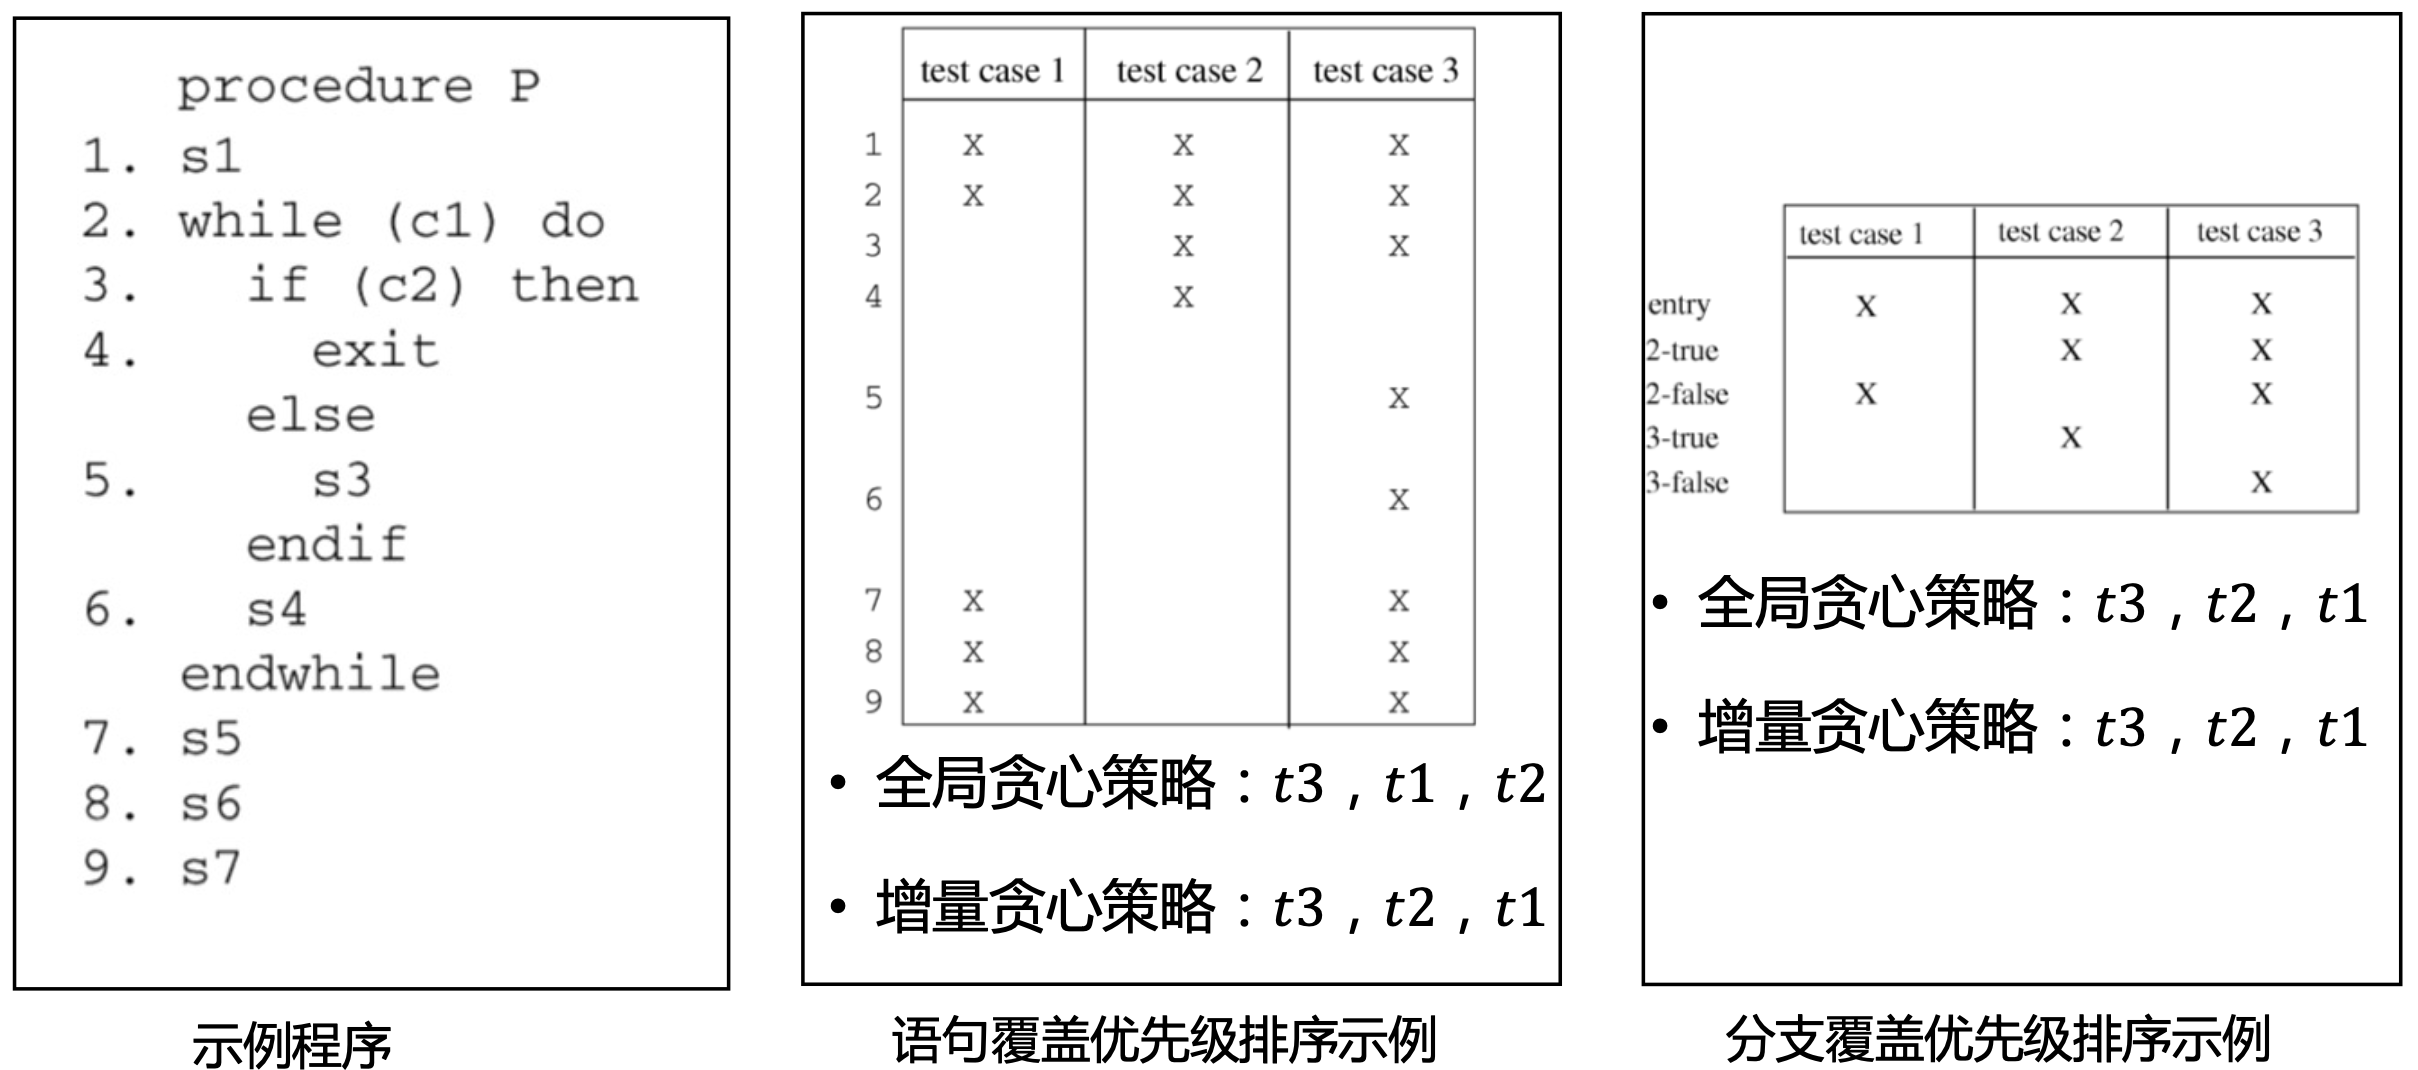 procedure P
1. s1
2. while (c1) do
3. if (c2) then
4. exit
else
5. s3
endif
6. s4
endwhile
7. s5
8. s6
9. s7
示例程序
test case 1 test case 2 test case 3
1 X X X
2 X X X
3 X X
4 X
5 X
6 X
7 X X
8 X X
9 X X
• 全局贪心策略：t3，t1，t2
• 增量贪心策略：t3，t2，t1
语句覆盖优先级排序示例
test case 1 test case 2 test case 3
entry X X X
2-true X X
2-false X X
3-true X
3-false X
• 全局贪心策略：t3，t2，t1
• 增量贪心策略：t3，t2，t1
分支覆盖优先级排序示例